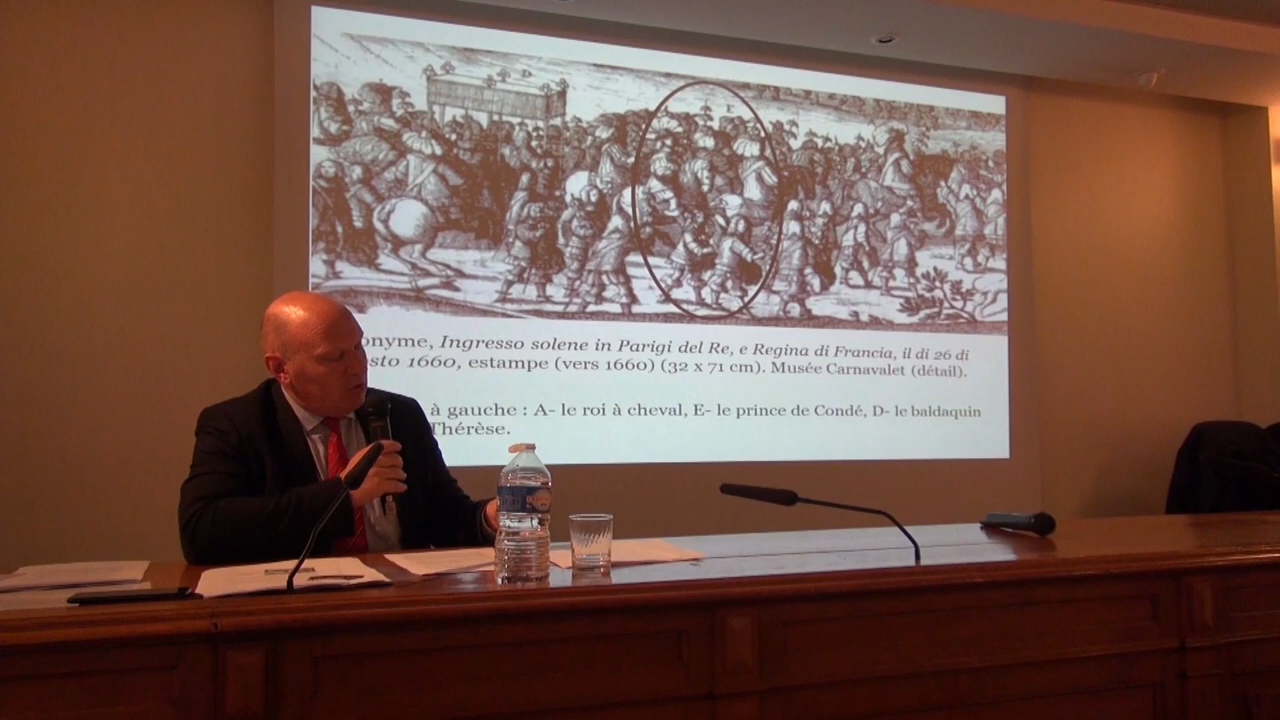 D
E
onyme, Ingresso solene in Parigi del Re, e Regina di Francia, il di 26 di
osto 1660, estampe (vers 1660) (32 x 71 cm). Musée Carnavalet (détail).
à gauche : A- le roi à cheval, E- le prince de Condé, D- le baldaquin
Thérèse.